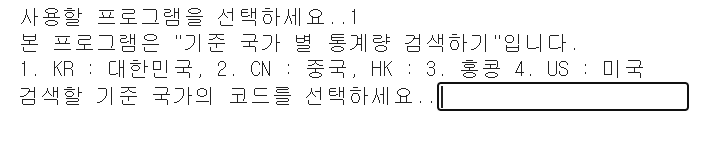 사용할 프로그램을 선택하세요..1
본 프로그램은 "기준 국가 별 통계량 검색하기"입니다.
1. KR : 대한민국, 2. CN : 중국, HK : 3. 홍콩 4. US : 미국
검색할 기준 국가의 코드를 선택하세요..